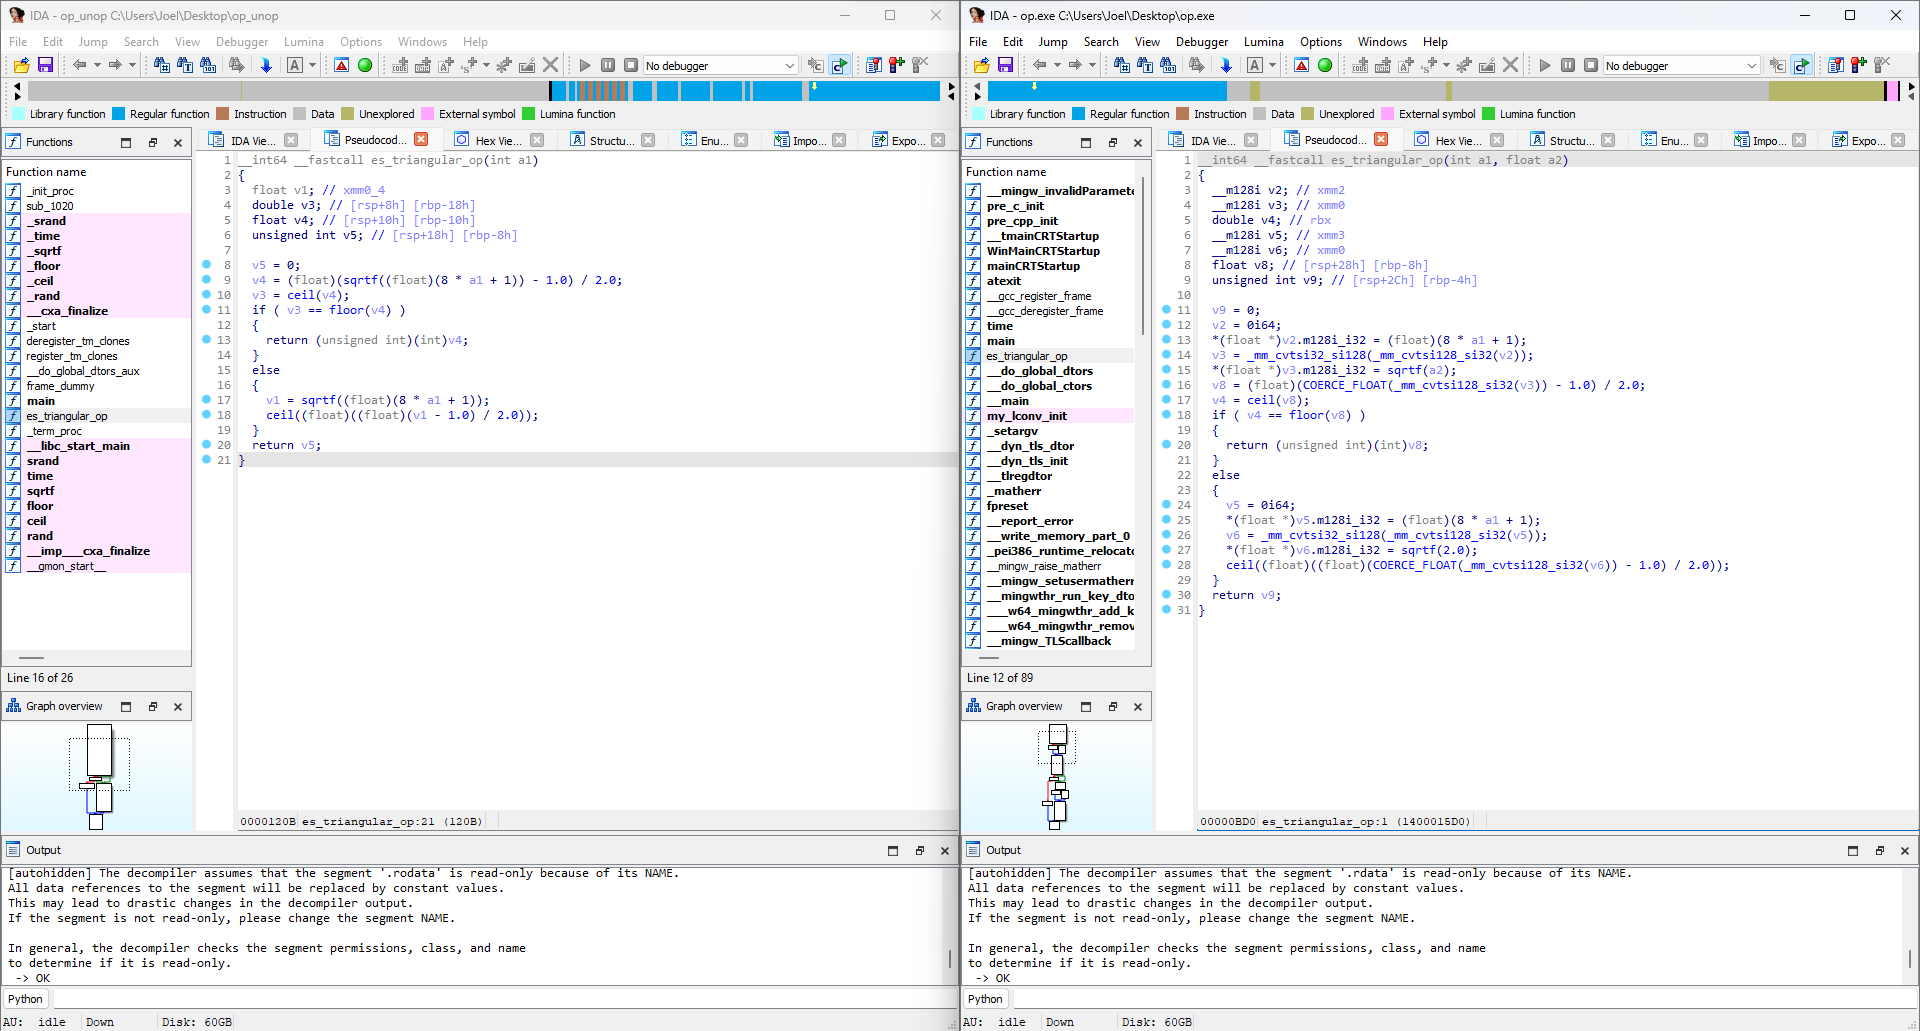 IDA - op_unop C:\Users\Joel\Desktop\op_unop
File Edit Jump Search View Debugger Lumina Options Windows Help
No debugger
Library function Regular function Instruction Data Unexplored External symbol Lumina function
Functions
IDA Vie... Pseudocod... Hex Vie... Structu... Enu... Impo... Expo...
Function name
_init_proc
sub_1020
_srand
_time
_sqrtf
_floor
_ceil
_rand
__cxa_finalize
_start
deregister_tm_clones
register_tm_clones
__do_global_dtors_aux
frame_dummy
main
es_triangular_op
_term_proc
__libc_start_main
srand
time
sqrtf
floor
ceil
rand
__imp___cxa_finalize
__gmon_start__
Line 16 of 26
Graph overview
1 __int64 __fastcall es_triangular_op(int a1)
2 {
3 float v1; // xmm0_4
4 double v3; // [rsp+8h] [rbp-18h]
5 float v4; // [rsp+10h] [rbp-10h]
6 unsigned int v5; // [rsp+18h] [rbp-8h]
7
8 v5 = 0;
9 v4 = (float)(sqrtf((float)(8 * a1 + 1)) - 1.0) / 2.0;
10 v3 = ceil(v4);
11 if ( v3 == floor(v4) )
12 {
13 return (unsigned int)(int)v4;
14 }
15 else
16 {
17 v1 = sqrtf((float)(8 * a1 + 1));
18 ceil((float)((float)(v1 - 1.0) / 2.0));
19 }
20 return v5;
21 }
0000120B es_triangular_op:21 (120B)
Output
[autohidden] The decompiler assumes that the segment '.rodata' is read-only because of its NAME.
All data references to the segment will be replaced by constant values.
This may lead to drastic changes in the decompiler output.
If the segment is not read-only, please change the segment NAME.
In general, the decompiler checks the segment permissions, class, and name
to determine if it is read-only.
-> OK
Python
AU: idle Down Disk: 60GB
IDA - op.exe C:\Users\Joel\Desktop\op.exe
File Edit Jump Search View Debugger Lumina Options Windows Help
No debugger
Library function Regular function Instruction Data Unexplored External symbol Lumina function
Functions
IDA Vie... Pseudocod... Hex Vie... Structu... Enu... Impo... Expo...
Function name
__mingw_invalidParamete
pre_c_init
pre_cpp_init
__tmainCRTStartup
WinMainCRTStartup
mainCRTStartup
atexit
__gcc_register_frame
__gcc_deregister_frame
time
main
es_triangular_op
__do_global_dtors
__do_global_ctors
__main
my_lconv_init
_setargv
__dyn_tls_dtor
__dyn_tls_init
__tlregdtor
_matherr
fpreset
__report_error
__write_memory_part_0
_pei386_runtime_relocato
__mingw_raise_matherr
__mingw_setusermatherr
__mingwthr_run_key_dto
___w64_mingwthr_add_k
___w64_mingwthr_remov
__mingw_TLScallback
Line 12 of 89
Graph overview
1 __int64 __fastcall es_triangular_op(int a1, float a2)
2 {
3 __m128i v2; // xmm2
4 __m128i v3; // xmm0
5 double v4; // rbx
6 __m128i v5; // xmm3
7 __m128i v6; // xmm0
8 float v8; // [rsp+28h] [rbp-8h]
9 unsigned int v9; // [rsp+2Ch] [rbp-4h]
10
11 v9 = 0;
12 v2 = 0i64;
13 *(float *)v2.m128i_i32 = (float)(8 * a1 + 1);
14 v3 = _mm_cvtsi32_si128(_mm_cvtsi128_si32(v2));
15 *(float *)v3.m128i_i32 = sqrtf(a2);
16 v8 = (float)(COERCE_FLOAT(_mm_cvtsi128_si32(v3)) - 1.0) / 2.0;
17 v4 = ceil(v8);
18 if ( v4 == floor(v8) )
19 {
20 return (unsigned int)(int)v8;
21 }
22 else
23 {
24 v5 = 0i64;
25 *(float *)v5.m128i_i32 = (float)(8 * a1 + 1);
26 v6 = _mm_cvtsi32_si128(_mm_cvtsi128_si32(v5));
27 *(float *)v6.m128i_i32 = sqrtf(2.0);
28 ceil((float)((float)(COERCE_FLOAT(_mm_cvtsi128_si32(v6)) - 1.0) / 2.0));
29 }
30 return v9;
31 }
00000BD0 es_triangular_op:1 (1400015D0)
Output
[autohidden] The decompiler assumes that the segment '.rdata' is read-only because of its NAME.
All data references to the segment will be replaced by constant values.
This may lead to drastic changes in the decompiler output.
If the segment is not read-only, please change the segment NAME.
In general, the decompiler checks the segment permissions, class, and name
to determine if it is read-only.
-> OK
Python
AU: idle Down Disk: 60GB